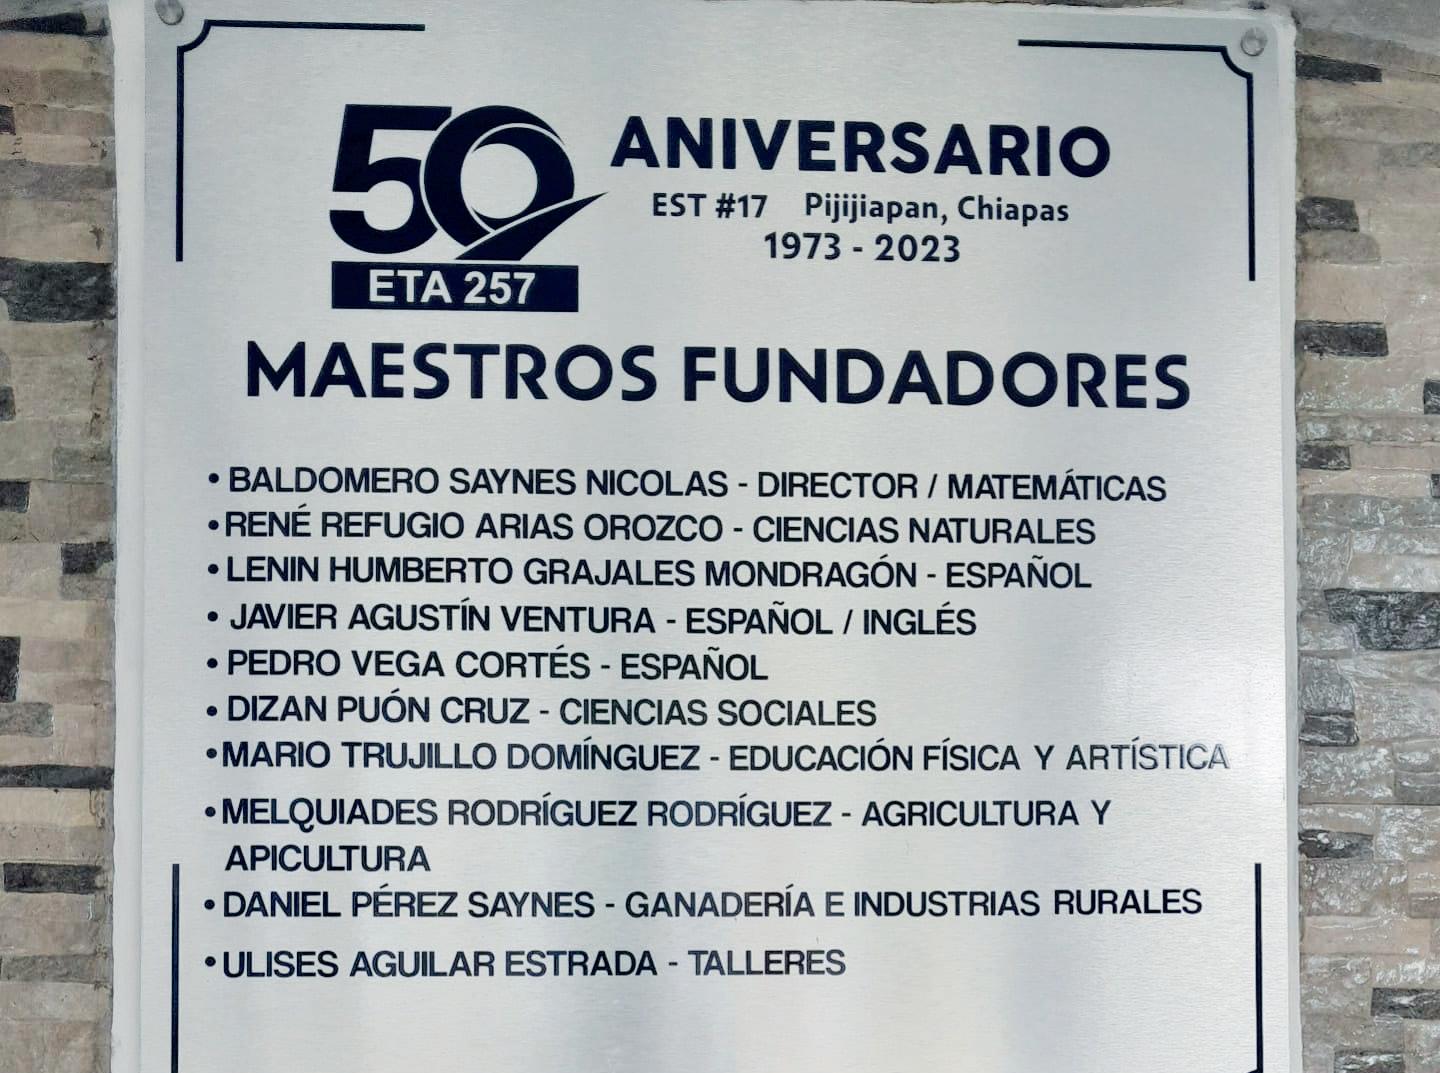 50 ANIVERSARIO
EST #17 Pijijiapan, Chiapas
1973 - 2023
ETA 257
MAESTROS FUNDADORES
• BALDOMERO SAYNES NICOLAS - DIRECTOR / MATEMÁTICAS
• RENÉ REFUGIO ARIAS OROZCO - CIENCIAS NATURALES
• LENIN HUMBERTO GRAJALES MONDRAGÓN - ESPAÑOL
• JAVIER AGUSTÍN VENTURA - ESPAÑOL / INGLÉS
• PEDRO VEGA CORTÉS - ESPAÑOL
• DIZAN PUÓN CRUZ - CIENCIAS SOCIALES
• MARIO TRUJILLO DOMÍNGUEZ - EDUCACIÓN FÍSICA Y ARTÍSTICA
• MELQUIADES RODRÍGUEZ RODRÍGUEZ - AGRICULTURA Y
APICULTURA
• DANIEL PÉREZ SAYNES - GANADERÍA E INDUSTRIAS RURALES
• ULISES AGUILAR ESTRADA - TALLERES